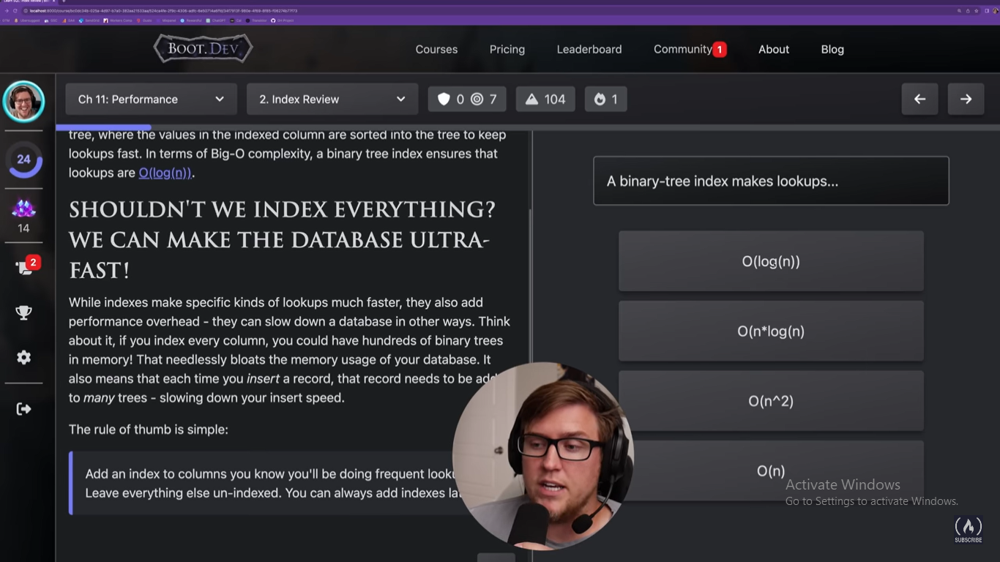 localhost:8000/course/
BOOT.DEV
Courses
Pricing
Leaderboard
Community 1
About
Blog
Ch 11: Performance
2. Index Review
0
7
104
1
24
14
2
tree, where the values in the indexed column are sorted into the tree to keep
lookups fast. In terms of Big-O complexity, a binary tree index ensures that
lookups are O(log(n)).
SHOULDN'T WE INDEX EVERYTHING?
WE CAN MAKE THE DATABASE ULTRA-
FAST!
While indexes make specific kinds of lookups much faster, they also add
performance overhead - they can slow down a database in other ways. Think
about it, if you index every column, you could have hundreds of binary trees
in memory! That needlessly bloats the memory usage of your database. It
also means that each time you insert a record, that record needs to be
to many trees - slowing down your insert speed.
The rule of thumb is simple:
Add an index to columns you know you'll be doing frequent
Leave everything else un-indexed. You can always add indexes
A binary-tree index makes lookups...
O(log(n))
O(n*log(n)
O(n^2)
O(n)
Activate Windows
Go to Settings to activate Windows.
SUBSCRIBE